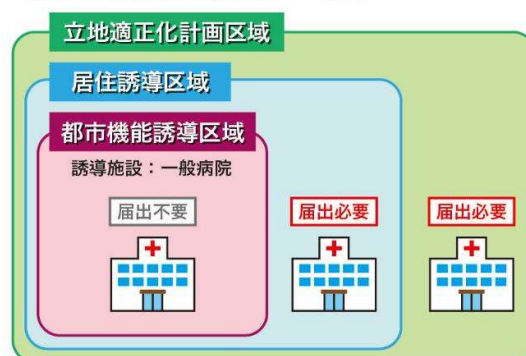 立地適正化計画区域
居住誘導区域
都市機能誘導区域
誘導施設：一般病院
届出不要
届出必要
届出必要